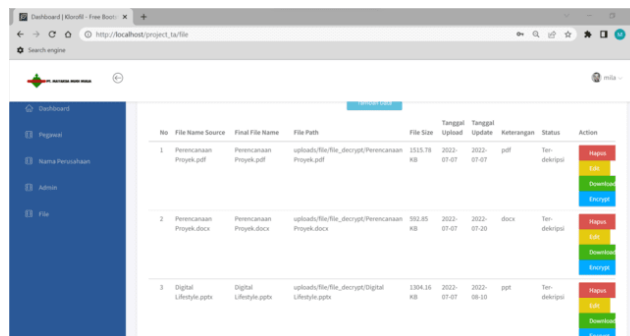 Dashboard | Klorofil - Free Boots
http://localhost/project_ta/file
Search engine
mila
Dashboard
Pegawai
Nama Perusahaan
Admin
File
No File Name Source Final File Name File Path File Size Tanggal Upload Tanggal Update Keterangan Status Action
1 Perencanaan Proyek.pdf Perencanaan Proyek.pdf uploads/file/file_decrypt/Perencanaan Proyek.pdf 1515.78 KB 2022-07-07 2022-07-07 pdf Ter-dekripsi
Hapus
Edit
Download
Encrypt
2 Perencanaan Proyek.docx Perencanaan Proyek.docx uploads/file/file_decrypt/Perencanaan Proyek.docx 592.85 KB 2022-07-07 2022-07-20 docx Ter-dekripsi
Hapus
Edit
Download
Encrypt
3 Digital Lifestyle.pptx Digital Lifestyle.pptx uploads/file/file_decrypt/Digital Lifestyle.pptx 1304.16 KB 2022-07-07 2022-08-10 ppt Ter-dekripsi
Hapus
Edit
Download